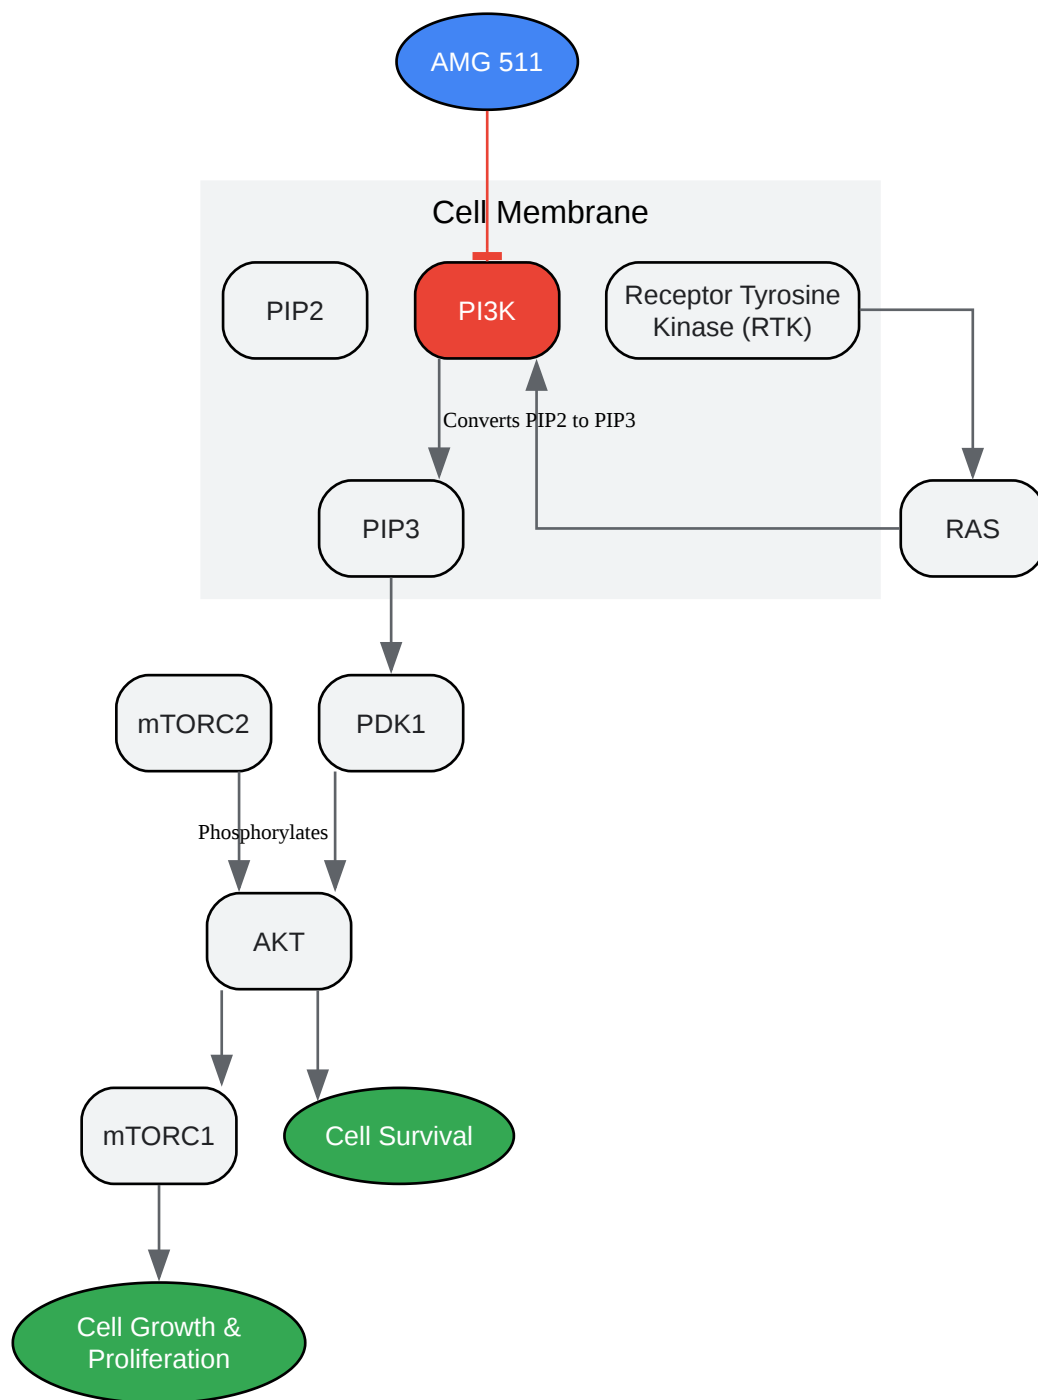 AMG 511
Cell Membrane
PIP2
PI3K
Receptor Tyrosine
Kinase (RTK)
Converts PIP2 to PIP3
PIP3
RAS
mTORC2
PDK1
Phosphorylates
AKT
mTORC1
Cell Survival
Cell Growth &
Proliferation